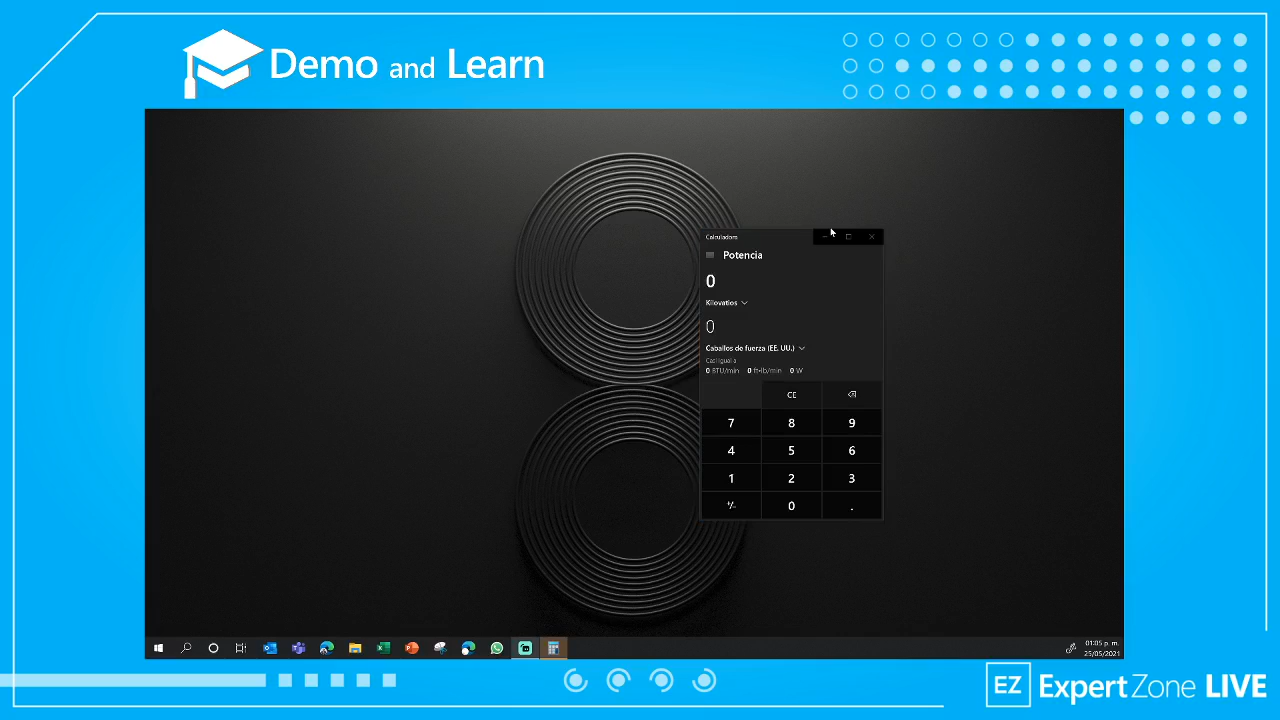 Demo and Learn
Calculadora
Potencia
0
Kilovatios
0
Caballos de fuerza (EE. UU.)
Casi igual a
0 BTU/min 0 ft•lb/min 0 W
CE
7 8 9
4 5 6
1 2 3
+/- 0 .
01:05 p. m.
25/05/2021
EZ ExpertZone LIVE